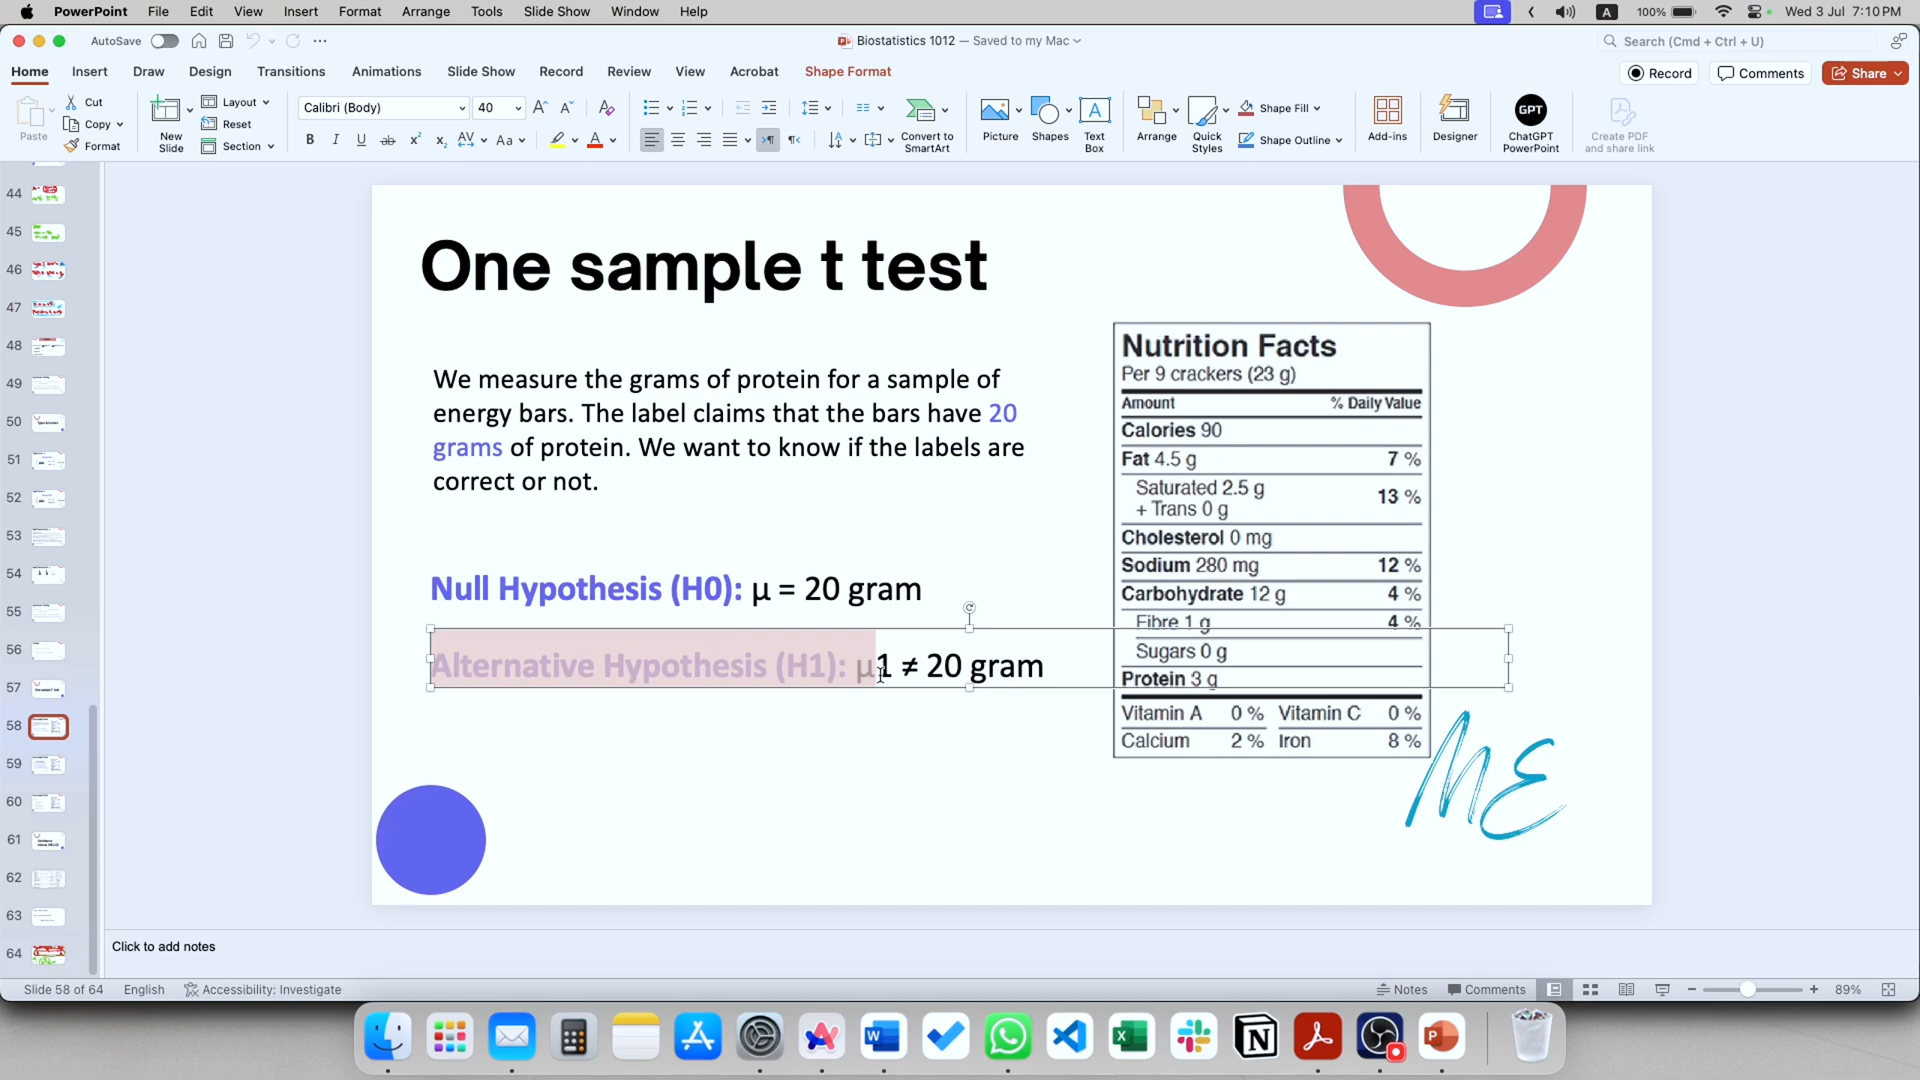 PowerPoint File Edit View Insert Format Arrange Tools Slide Show Window Help A 100% Wed 3 Jul 7:10 PM
AutoSave Biostatistics 1012 — Saved to my Mac Search (Cmd + Ctrl + U)
Home Insert Draw Design Transitions Animations Slide Show Record Review View Acrobat Shape Format Record Comments Share
Paste
Cut
Copy
Format
New Slide
Layout
Reset
Section
Calibri (Body) 40
B I U ab x² x₂ AV Aa A
Convert to SmartArt
Picture
Shapes
Text Box
Arrange
Quick Styles
Shape Fill
Shape Outline
Add-ins
Designer
GPT
ChatGPT PowerPoint
Create PDF and share link
44
45
46
47
48
49
50
51
52
53
54
55
56
57
58
59
60
61
62
63
64
One sample t test
We measure the grams of protein for a sample of
energy bars. The label claims that the bars have 20
grams of protein. We want to know if the labels are
correct or not.
Null Hypothesis (H0): μ = 20 gram
Alternative Hypothesis (H1): μ1 ≠ 20 gram
Nutrition Facts
Per 9 crackers (23 g)
Amount % Daily Value
Calories 90
Fat 4.5 g 7 %
Saturated 2.5 g
+ Trans 0 g 13 %
Cholesterol 0 mg
Sodium 280 mg 12 %
Carbohydrate 12 g 4 %
Fibre 1 g 4 %
Sugars 0 g
Protein 3 g
Vitamin A 0 % Vitamin C 0 %
Calcium 2 % Iron 8 %
ME
Click to add notes
Slide 58 of 64 English Accessibility: Investigate Notes Comments 89%